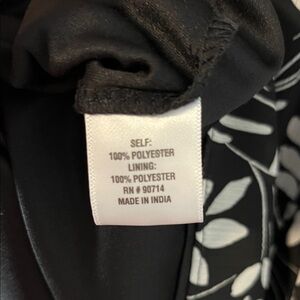 SELF:
100% POLYESTER
LINING:
100% POLYESTER
RN # 90714
MADE IN INDIA